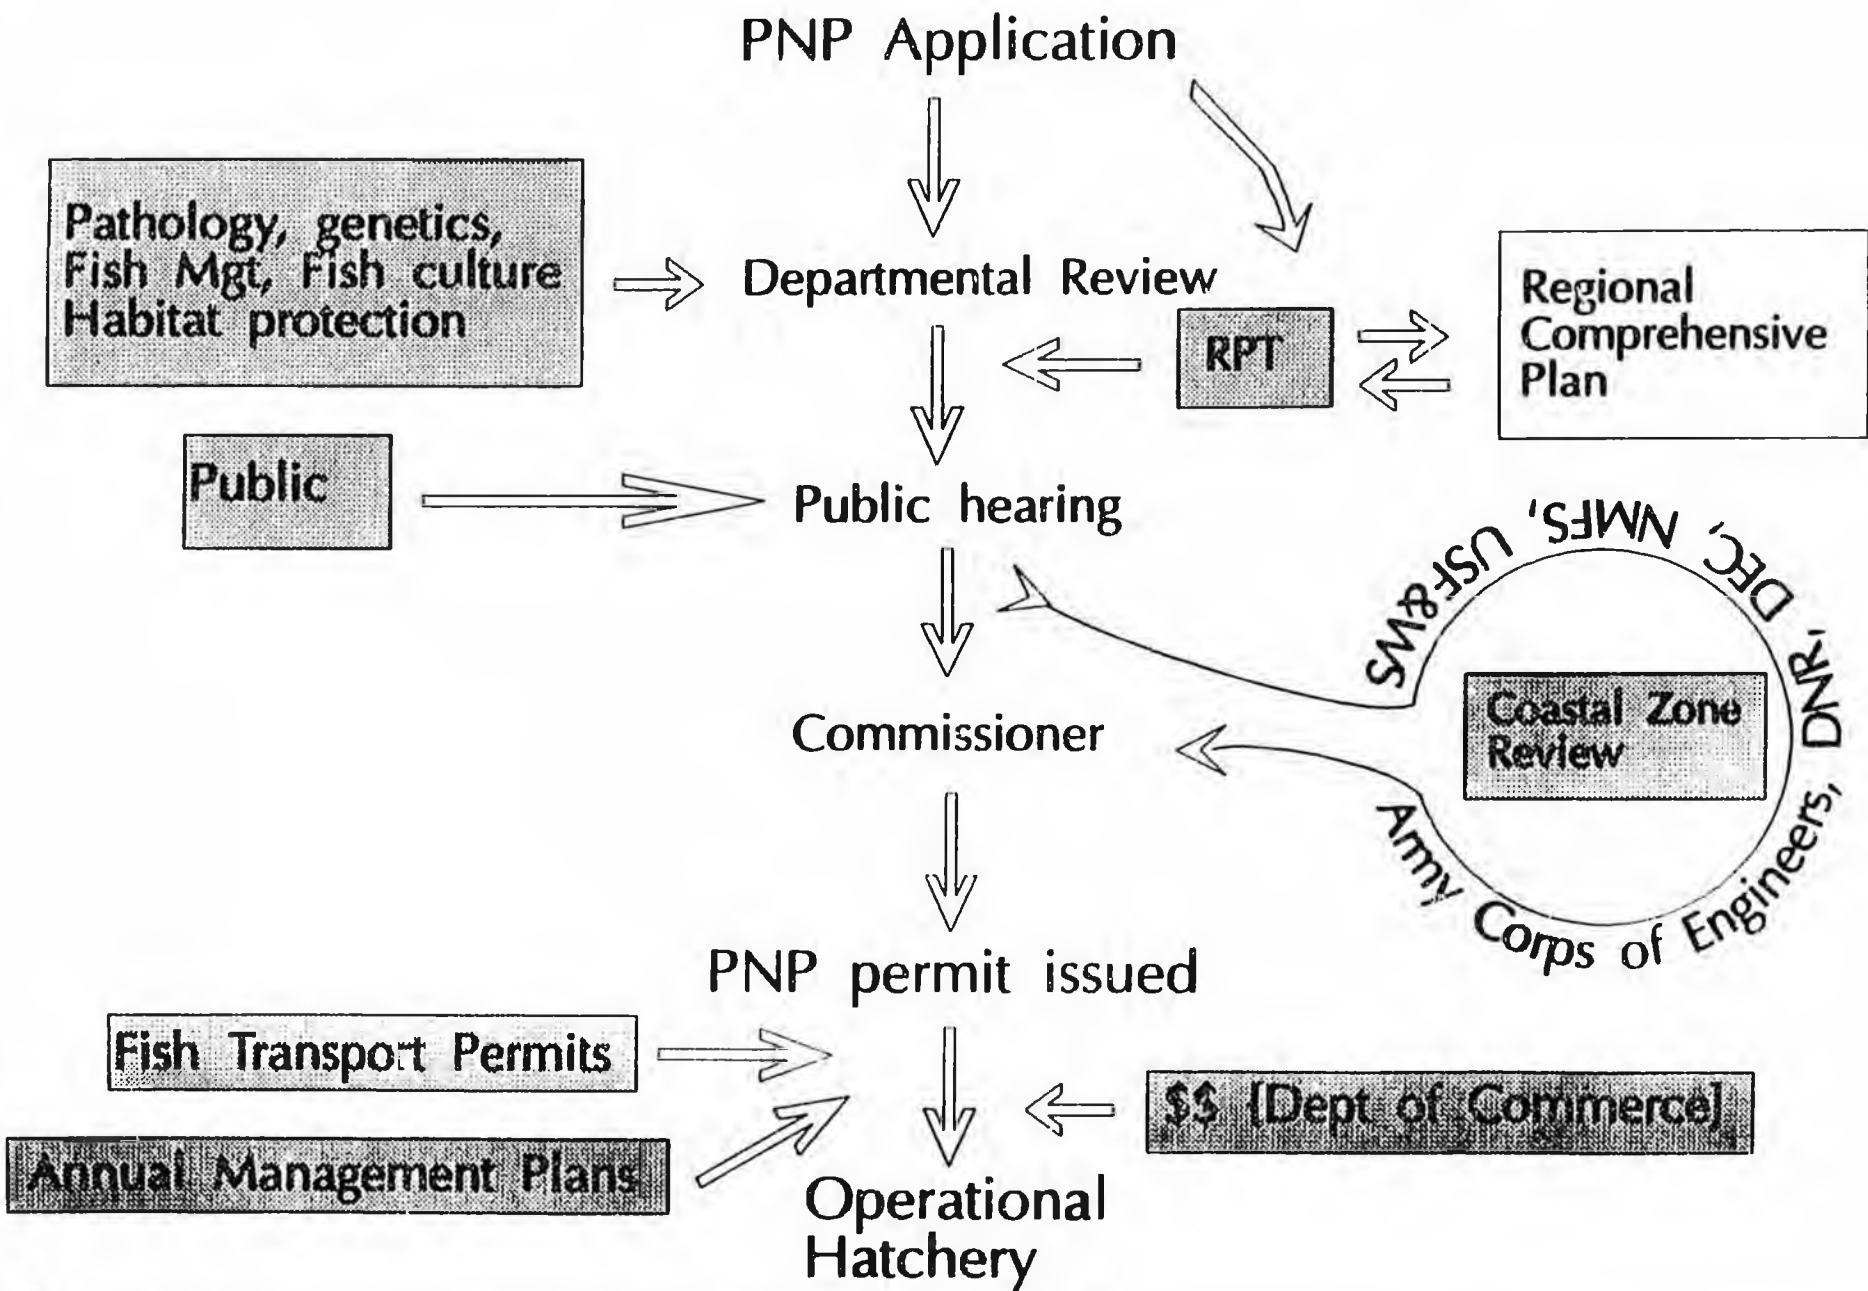 PNP Application
Pathology, genetics,
Fish Mgt, Fish culture
Habitat protection
Departmental Review
RPT
Regional
Comprehensive
Plan
Public
Public hearing
USF&WS, NMFS, DEC, DNR,
Army Corps of Engineers,
Coastal Zone
Review
Commissioner
PNP permit issued
Fish Transport Permits
$$ [Dept of Commerce]
Annual Management Plans
Operational
Hatchery